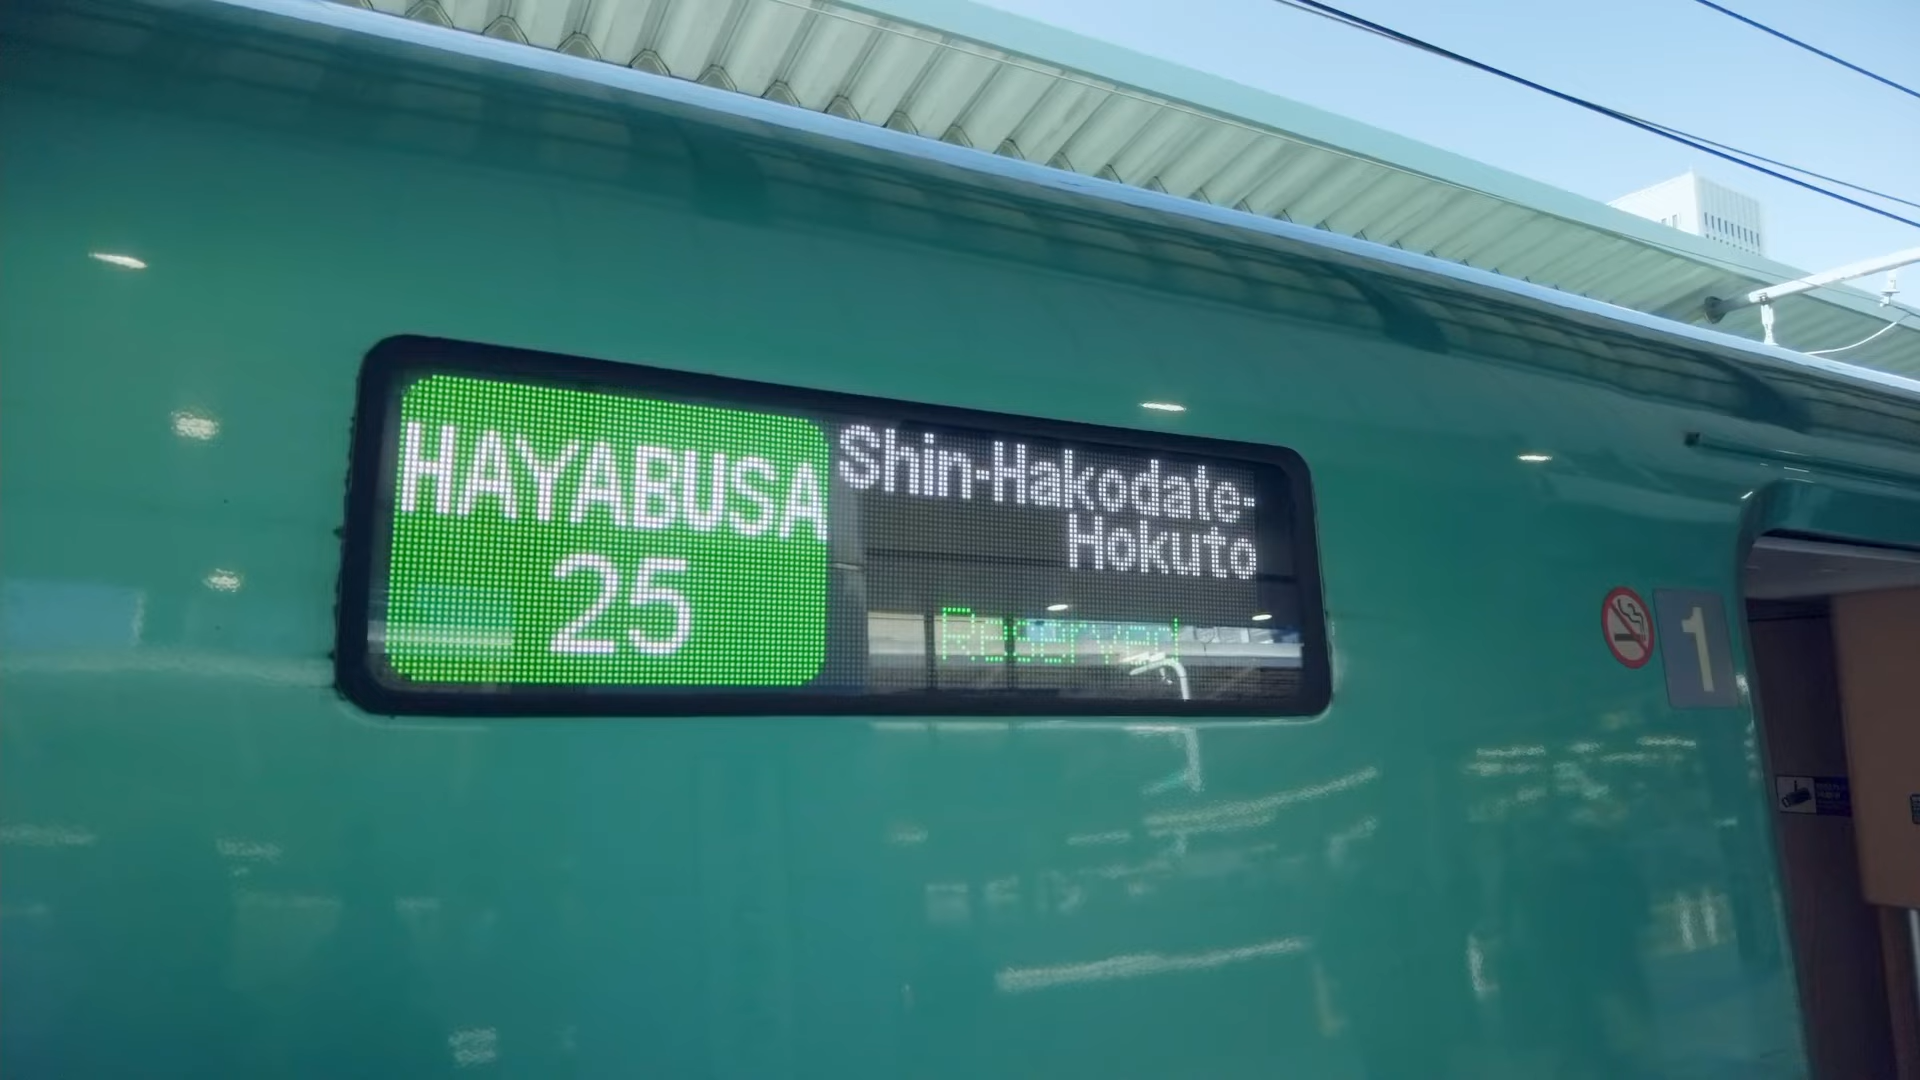 HAYABUSA
25
Shin-Hakodate-
Hokuto
Reserved
1